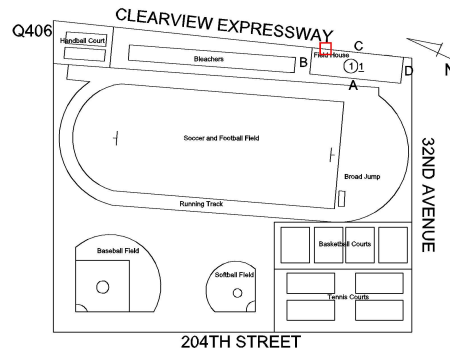 CLEARVIEW EXPRESSWAY
Q406
Handball Court
Bleachers
B
Field House
C
1 1
A
D
N
Soccer and Football Field
32ND AVENUE
Broad Jump
Running Track
Baseball Field
Softball Field
Basketball Courts
Tennis Courts
204TH STREET